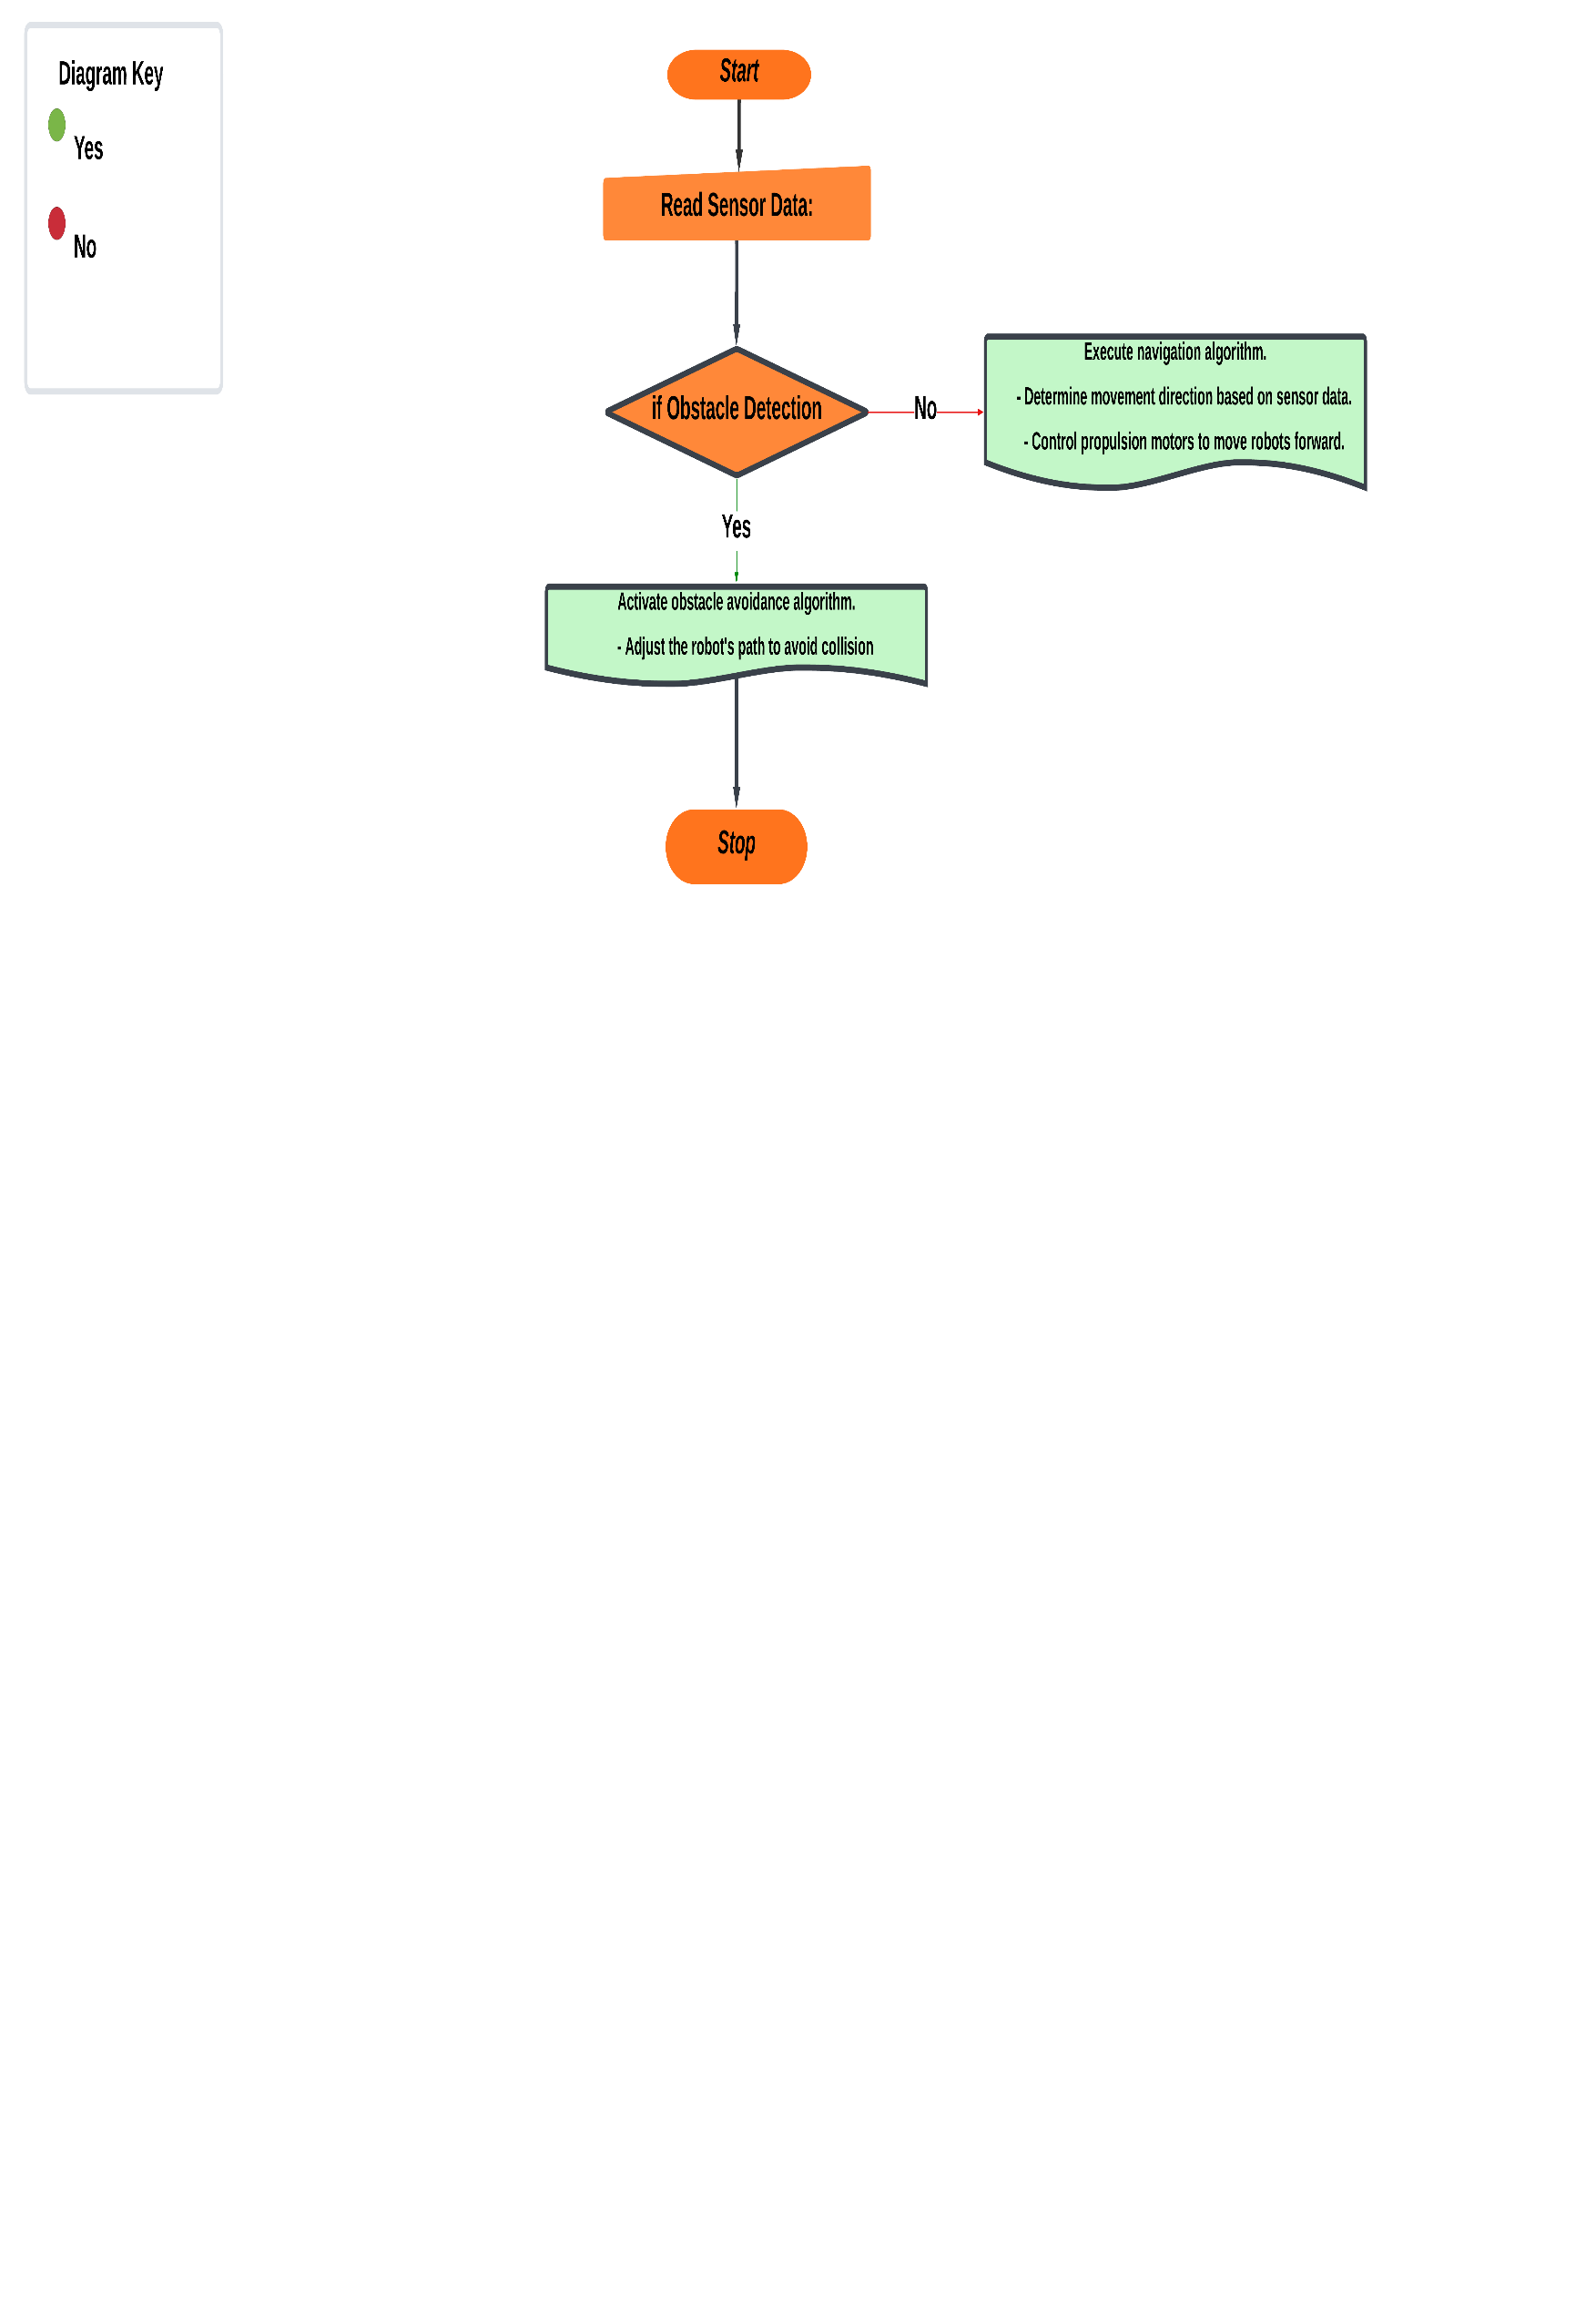 Diagram Key
Yes
No
Start
Read Sensor Data:
if Obstacle Detection
No
Execute navigation algorithm.
- Determine movement direction based on sensor data.
- Control propulsion motors to move robots forward.
Yes
Activate obstacle avoidance algorithm.
- Adjust the robot's path to avoid collision
Stop